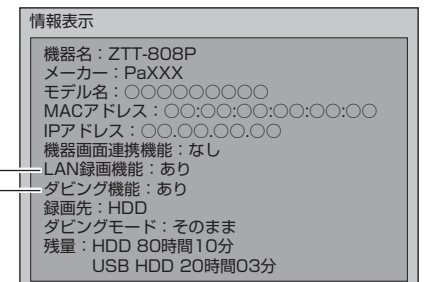 情報表示
機器名：ZTT-808P
メーカー：PaXXX
モデル名：○○○○○○○○○
MACアドレス：○○:○○:○○:○○:○○:○○
IPアドレス：○○.○○.○○.○○
機器画面連携機能：なし
LAN録画機能：あり
ダビング機能：あり
録画先：HDD
ダビングモード：そのまま
残量：HDD 80時間10分
USB HDD 20時間03分